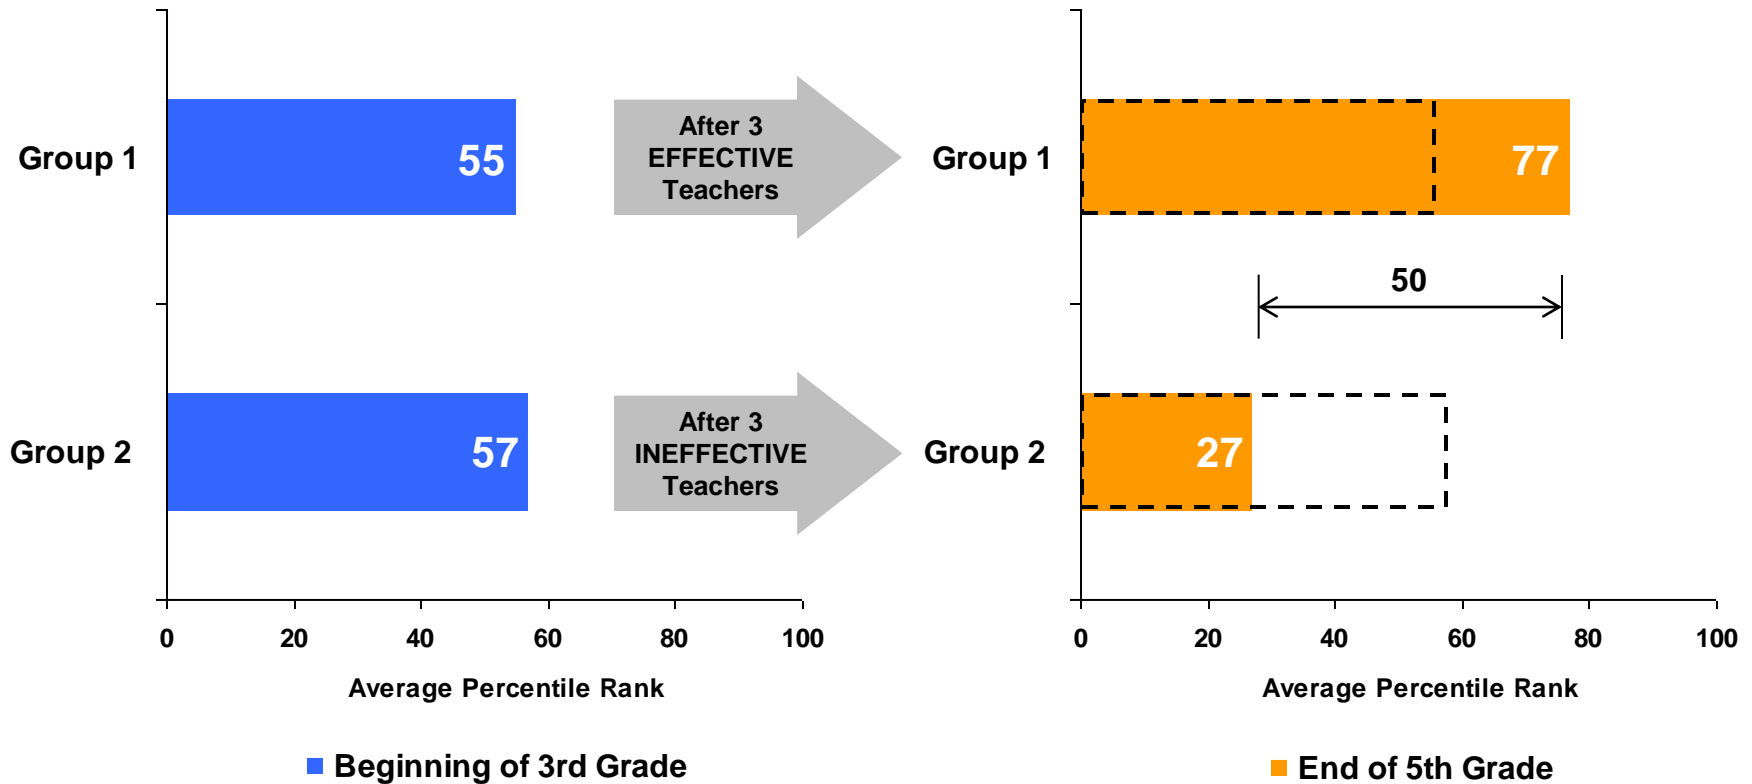 Group 1
55
After 3
EFFECTIVE
Teachers
Group 1
77
50
Group 2
57
After 3
INEFFECTIVE
Teachers
Group 2
27
0 20 40 60 80 100
Average Percentile Rank
Beginning of 3rd Grade
0 20 40 60 80 100
Average Percentile Rank
End of 5th Grade